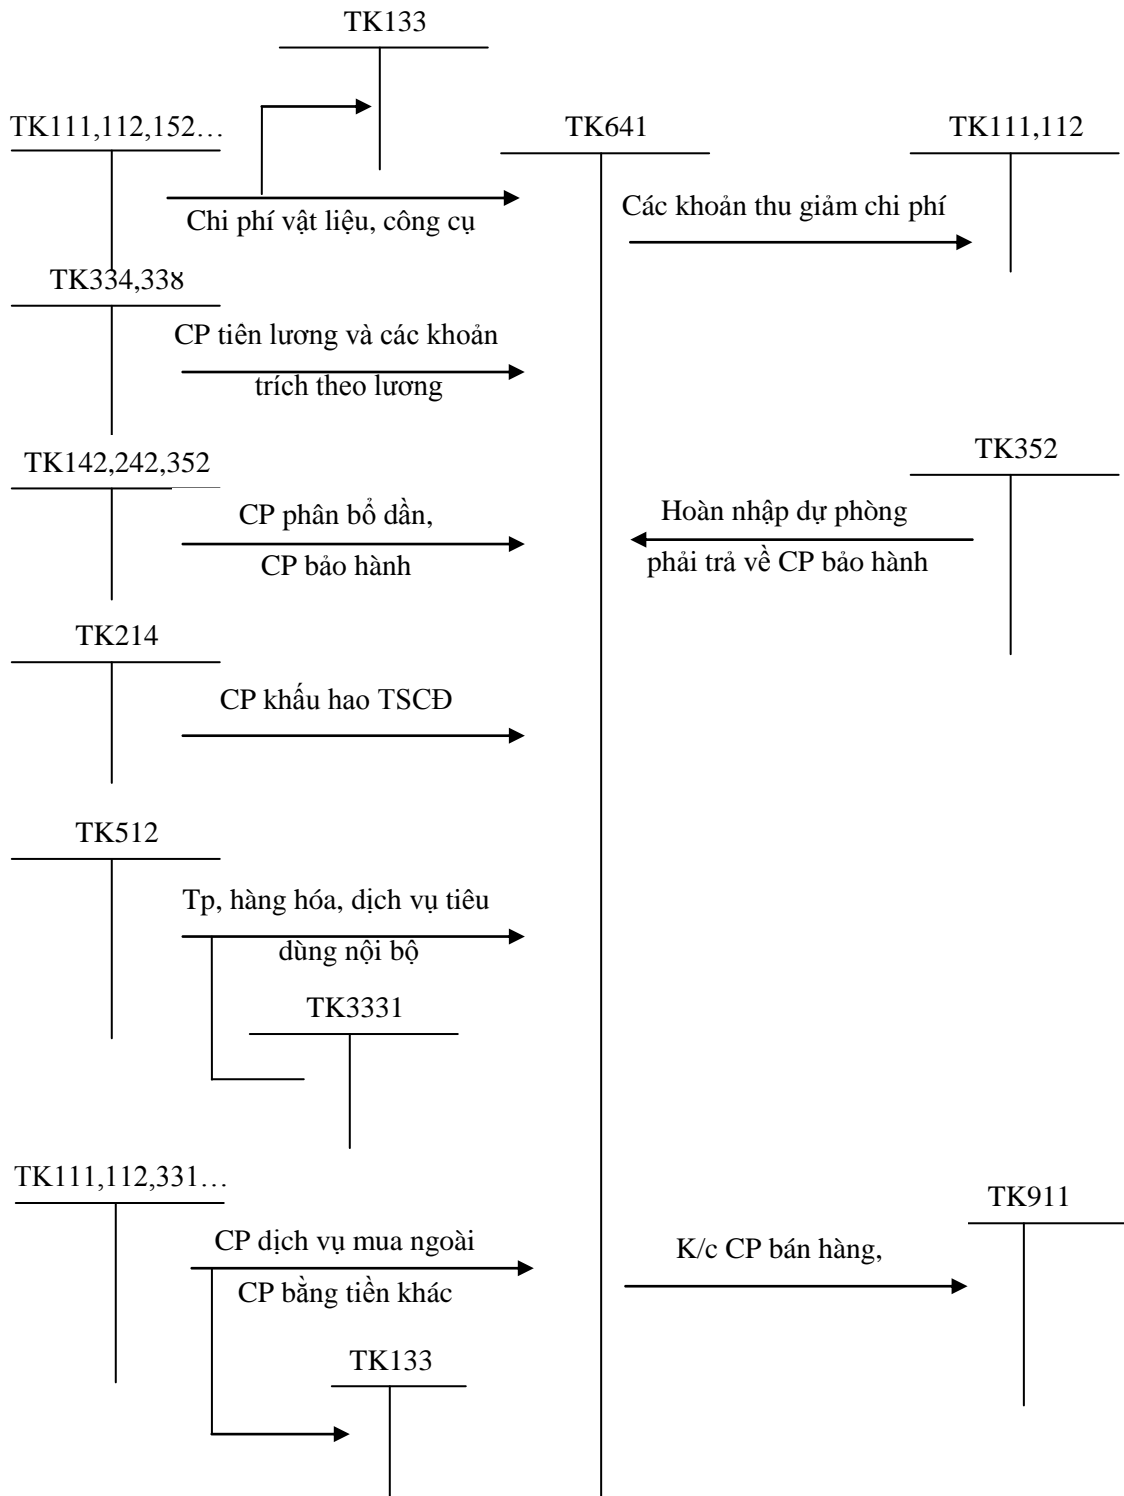 TK133
TK111,112,152…
TK641
TK111,112
Chi phí vật liệu, công cụ
Các khoản thu giảm chi phí
TK334,338
CP tiên lương và các khoản
trích theo lương
TK142,242,352
TK352
CP phân bổ dần,
CP bảo hành
Hoàn nhập dự phòng
phải trả về CP bảo hành
TK214
CP khấu hao TSCĐ
TK512
Tp, hàng hóa, dịch vụ tiêu
dùng nội bộ
TK3331
TK111,112,331…
TK911
CP dịch vụ mua ngoài
CP bằng tiền khác
K/c CP bán hàng,
TK133